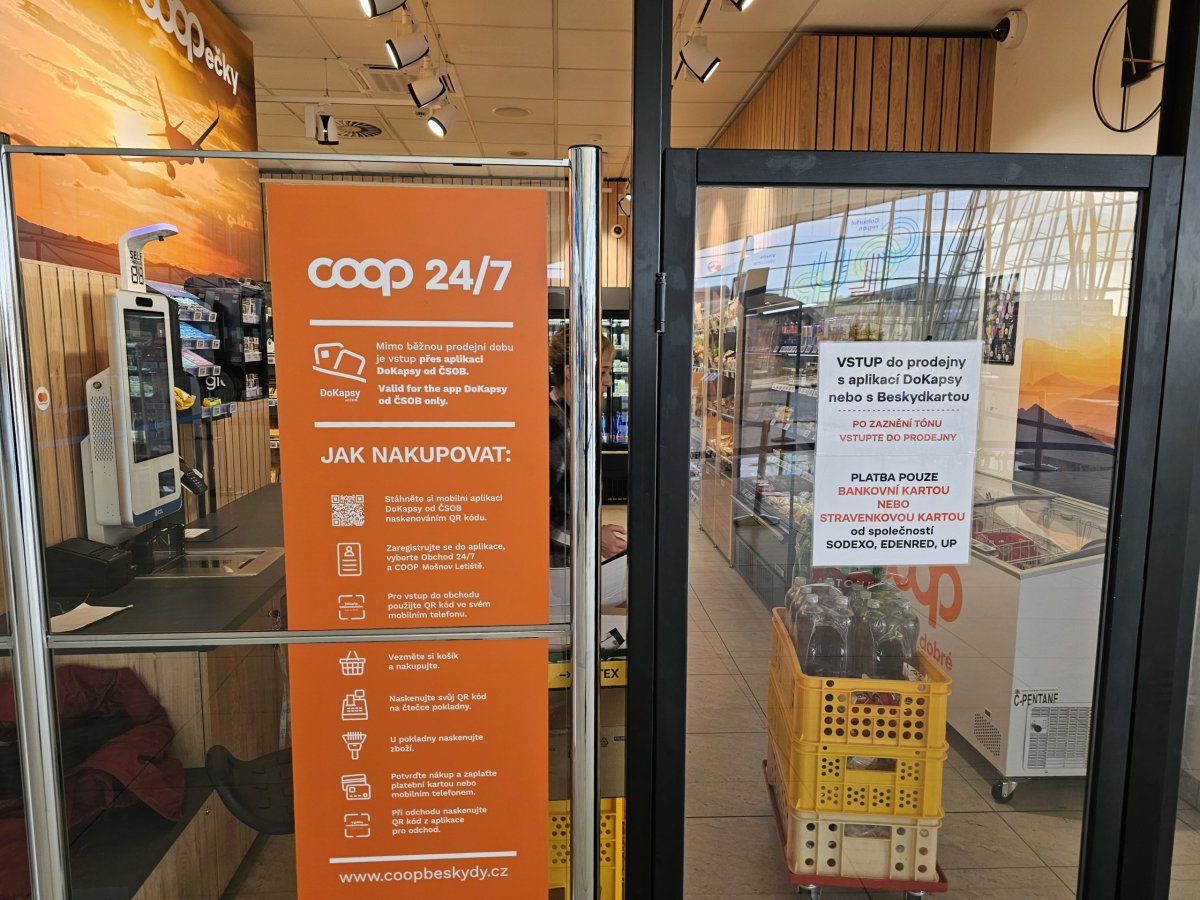 coopečky
SELF
coop 24/7
Mimo běžnou prodejní dobu
je vstup přes aplikaci
DoKapsy od ČSOB.
Valid for the app DoKapsy
od ČSOB only.
DoKapsy
JAK NAKUPOVAT:
Stáhněte si mobilní aplikaci
DoKapsy od ČSOB
naskenováním QR kódu.
Zaregistrujte se do aplikace,
vyberte Obchod 24/7
a COOP Mošnov Letiště.
Pro vstup do obchodu
použijte QR kód ve svém
mobilním telefonu.
Vezměte si košík
a nakupujte.
Naskenujte svůj QR kód
na čtečce pokladny.
U pokladny naskenujte
zboží.
Potvrďte nákup a zaplaťte
platební kartou nebo
mobilním telefonem.
Při odchodu naskenujte
QR kód z aplikace
pro odchod.
www.coopbeskydy.cz
VSTUP do prodejny
s aplikací DoKapsy
nebo s Beskydkartou
PO ZAZNĚNÍ TÓNU
VSTUPTE DO PRODEJNY
PLATBA POUZE
BANKOVNÍ KARTOU
NEBO
STRAVENKOVOU KARTOU
od společností
SODEXO, EDENRED, UP
coop
dobré
C-PENTANE